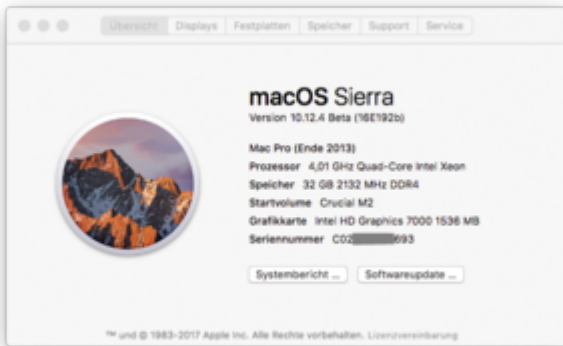 Übersicht Displays Festplatten Speicher Support Service
macOS Sierra
Version 10.12.4 Beta (16E192b)
Mac Pro (Ende 2013)
Prozessor 4,01 GHz Quad-Core Intel Xeon
Speicher 32 GB 2132 MHz DDR4
Startvolume Crucial M2
Grafikkarte Intel HD Graphics 7000 1536 MB
Seriennummer C02 693
Systembericht ... Softwareupdate ...
™ und © 1983-2017 Apple Inc. Alle Rechte vorbehalten. Lizenzvereinbarung